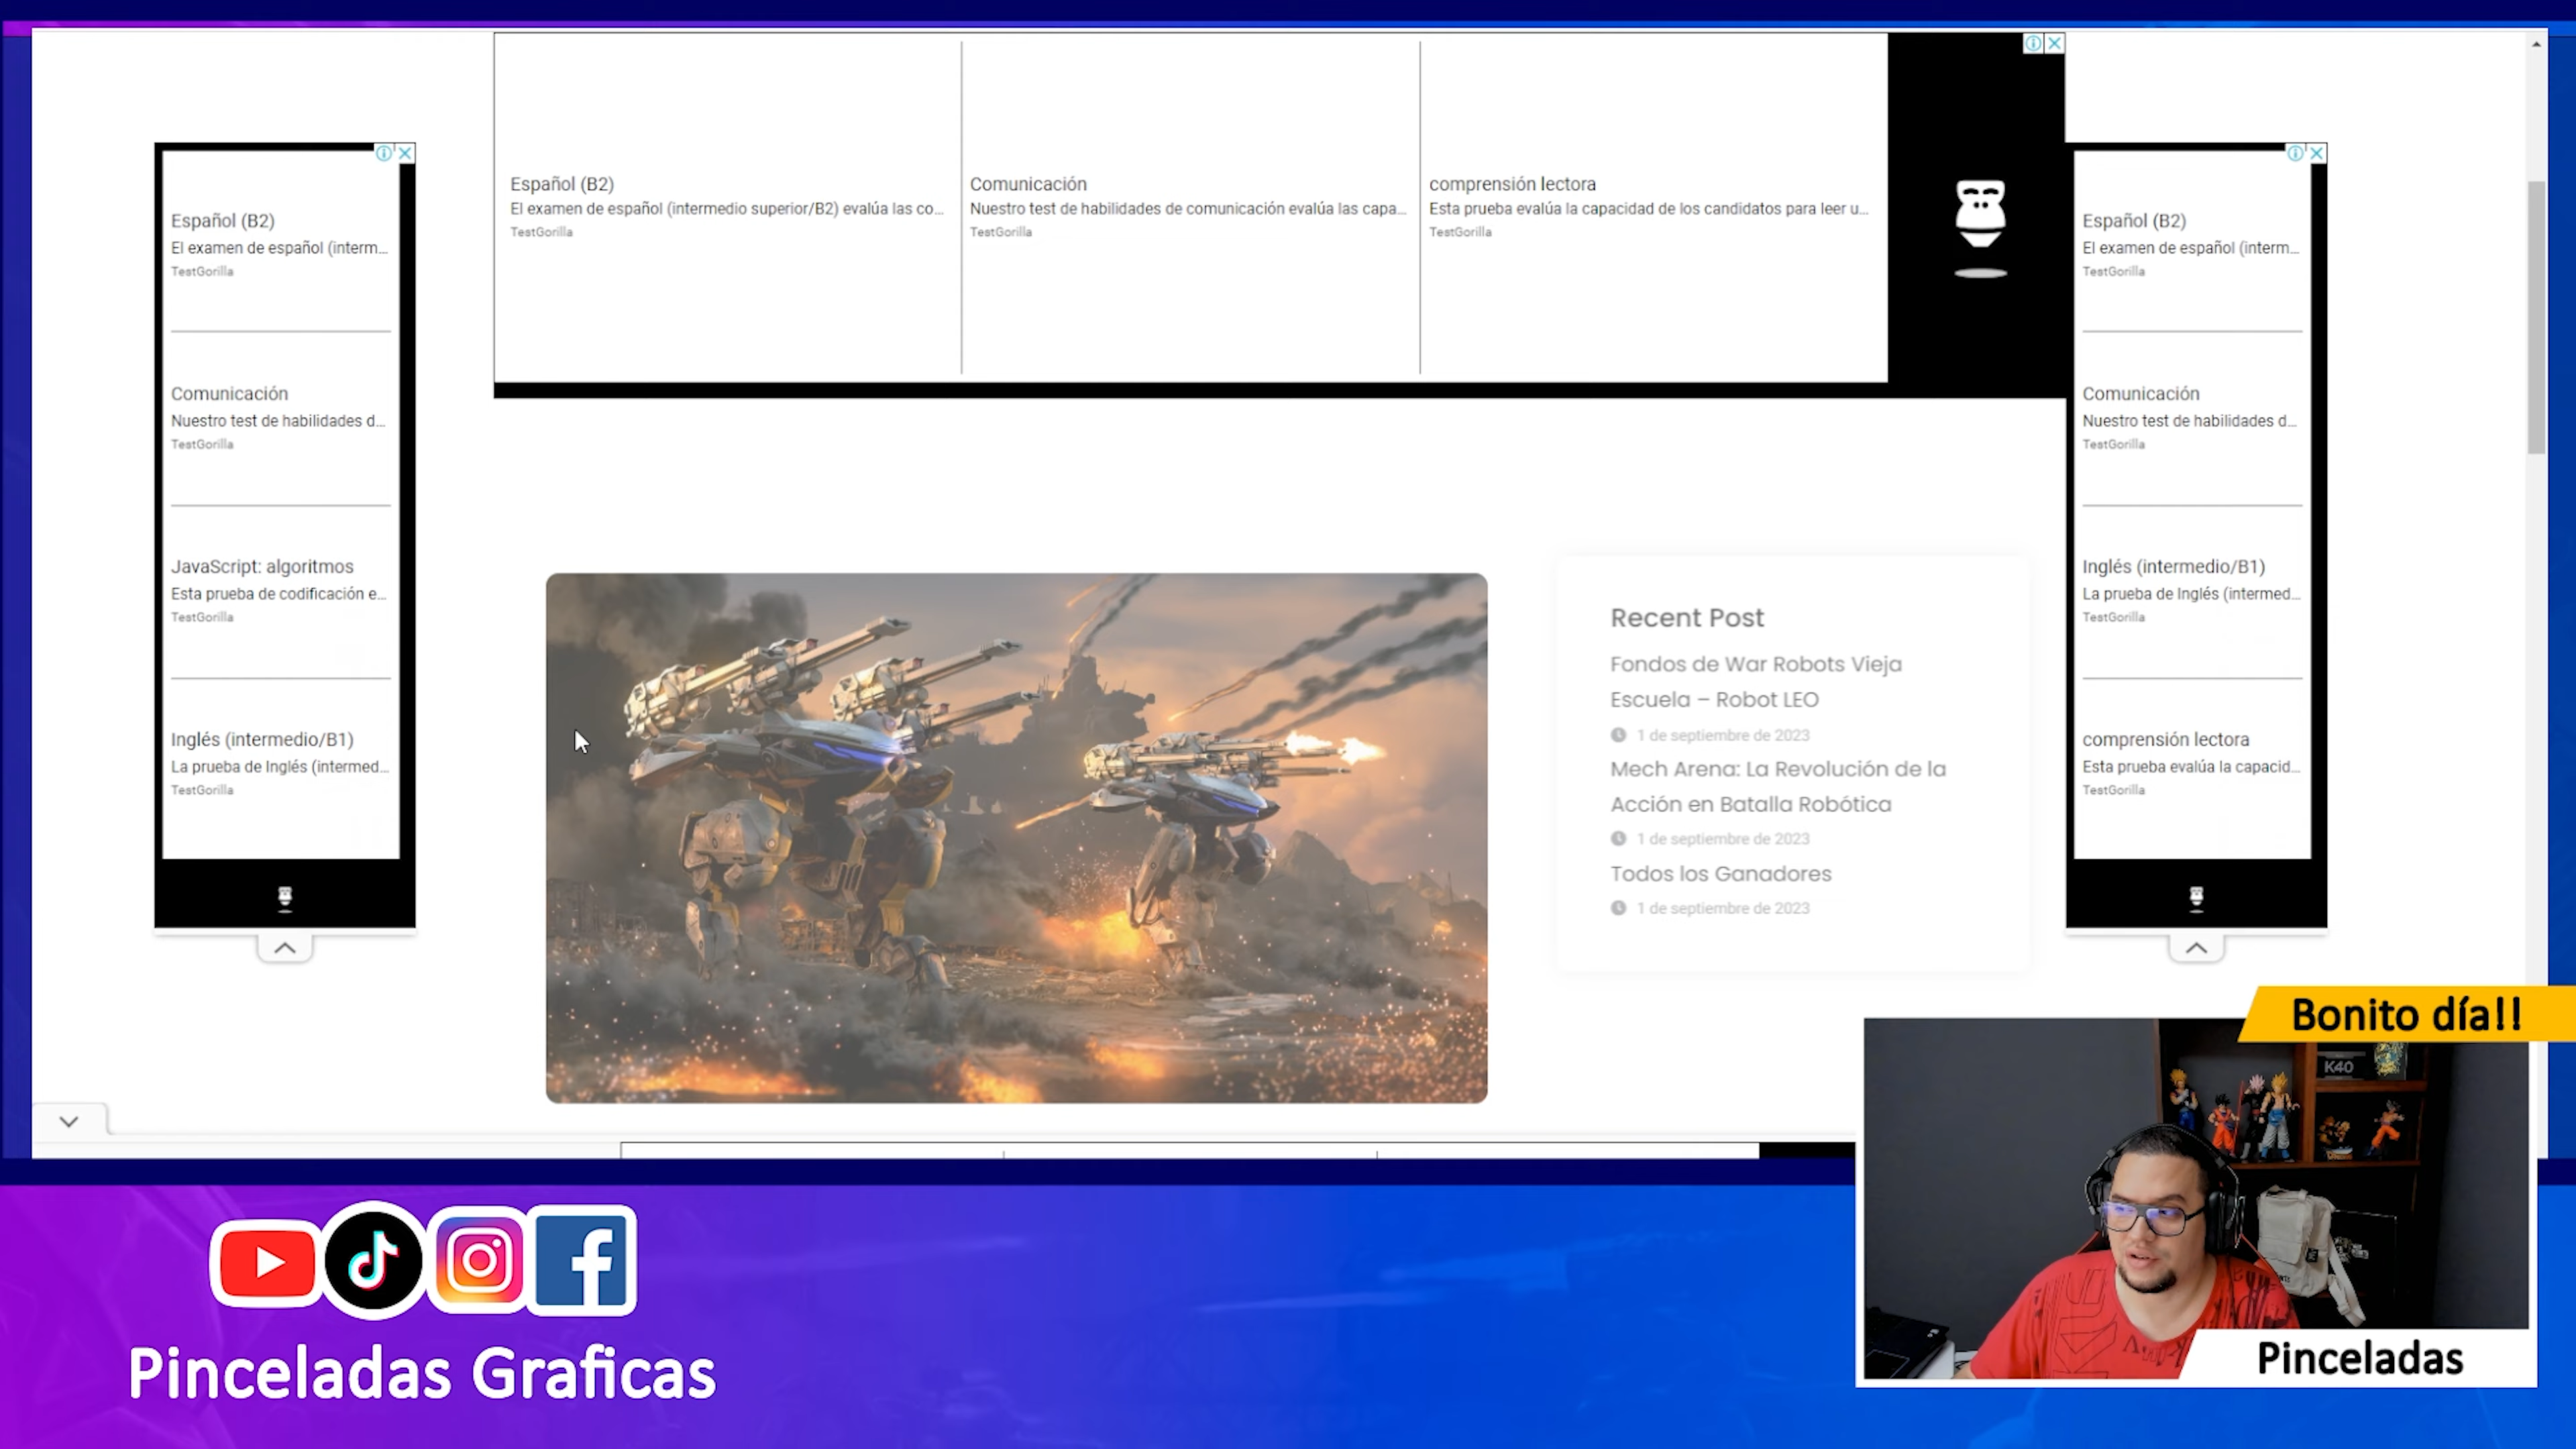 Español (B2)
El examen de español (intermedio superior/B2) evalúa las co...
TestGorilla
Comunicación
Nuestro test de habilidades de comunicación evalúa las capa...
TestGorilla
comprensión lectora
Esta prueba evalúa la capacidad de los candidatos para leer u...
TestGorilla
Español (B2)
El examen de español (interm...
TestGorilla
Comunicación
Nuestro test de habilidades d...
TestGorilla
JavaScript: algoritmos
Esta prueba de codificación e...
TestGorilla
Inglés (intermedio/B1)
La prueba de Inglés (intermed...
TestGorilla
Recent Post
Fondos de War Robots Vieja
Escuela – Robot LEO
1 de septiembre de 2023
Mech Arena: La Revolución de la
Acción en Batalla Robótica
1 de septiembre de 2023
Todos los Ganadores
1 de septiembre de 2023
Español (B2)
El examen de español (interm...
TestGorilla
Comunicación
Nuestro test de habilidades d...
TestGorilla
Inglés (intermedio/B1)
La prueba de Inglés (intermed...
TestGorilla
comprensión lectora
Esta prueba evalúa la capacid...
TestGorilla
Bonito día!!
K40
Pinceladas
Pinceladas Graficas